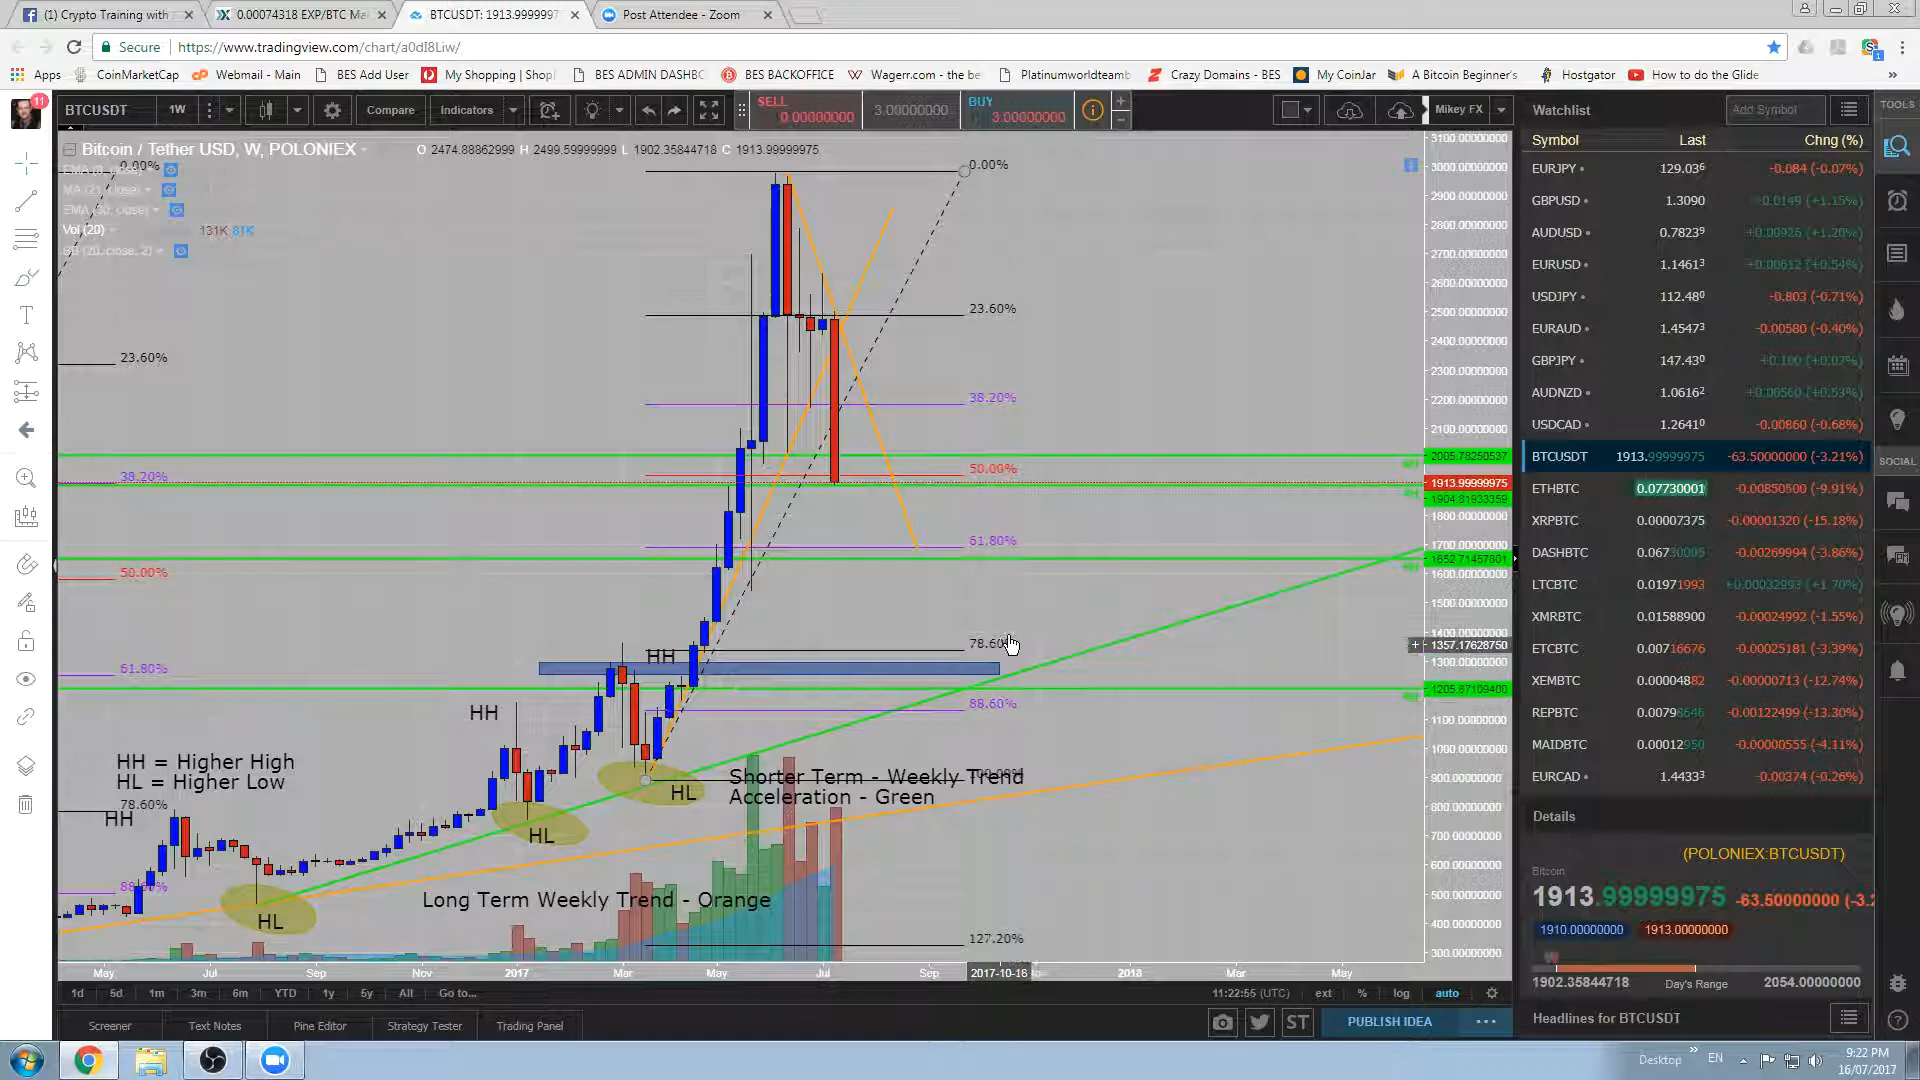 (1) Crypto Training with
0.00074318 EXP/BTC Ma
BTCUSDT: 1913.9999997
Post Attendee - Zoom
Secure
https://www.tradingview.com/chart/a0dI8Liw/
Apps
CoinMarketCap
Webmail - Main
BES Add User
My Shopping | Shop
BES ADMIN DASHBO
BES BACKOFFICE
Wagerr.com - the be
Platinumworldteamb
Crazy Domains - BES
My CoinJar
A Bitcoin Beginner's
Hostgator
How to do the Glide
11
BTCUSDT
1W
Compare
Indicators
SELL
0.00000000
3.00000000
BUY
3.00000000
Mikey FX
Bitcoin / Tether USD, W, POLONIEX
O 2474.88862999 H 2499.59999999 L 1902.35844718 C 1913.99999975
Vol (20)
131K 81K
BB (20, close, 2)
0.00%
23.60%
38.20%
50.00%
61.80%
78.60%
88.60%
0.00%
23.60%
38.20%
50.00%
61.80%
78.60%
88.60%
127.20%
HH
HH
HH
HL
HL
HL
HH = Higher High
HL = Higher Low
Shorter Term - Weekly Trend
Acceleration - Green
Long Term Weekly Trend - Orange
3100.00000000
3000.00000000
2900.00000000
2800.00000000
2700.00000000
2600.00000000
2500.00000000
2400.00000000
2300.00000000
2200.00000000
2100.00000000
2005.78250537
1913.99999975
1904.81933359
1800.00000000
1700.00000000
1652.71457801
1600.00000000
1500.00000000
1400.00000000
1357.17628750
1300.00000000
1205.87109400
1100.00000000
1000.00000000
900.00000000
800.00000000
700.00000000
600.00000000
500.00000000
400.00000000
300.00000000
May
Jul
Sep
Nov
2017
Mar
May
Jul
Sep
2017-10-16
2018
Mar
May
1d
5d
1m
3m
6m
YTD
1y
5y
All
Go to...
11:22:55 (UTC)
ext
%
log
auto
Screener
Text Notes
Pine Editor
Strategy Tester
Trading Panel
ST
PUBLISH IDEA
Watchlist
Add Symbol
TOOLS
Symbol
Last
Chng (%)
EURJPY 129.036 -0.084 (-0.07%)
GBPUSD 1.3090 +0.0149 (+1.15%)
AUDUSD 0.78239 +0.00926 (+1.20%)
EURUSD 1.14613 +0.00612 (+0.54%)
USDJPY 112.480 -0.803 (-0.71%)
EURAUD 1.45473 -0.00580 (-0.40%)
GBPJPY 147.430 +0.100 (+0.07%)
AUDNZD 1.06162 +0.00560 (+0.53%)
USDCAD 1.26410 -0.00860 (-0.68%)
BTCUSDT 1913.99999975 -63.50000000 (-3.21%)
SOCIAL
ETHBTC 0.07730001 -0.00850500 (-9.91%)
XRPBTC 0.00007375 -0.00001320 (-15.18%)
DASHBTC 0.06730005 -0.00269994 (-3.86%)
LTCBTC 0.01971993 +0.00032993 (+1.70%)
XMRBTC 0.01588900 -0.00024992 (-1.55%)
ETCBTC 0.00716676 -0.00025181 (-3.39%)
XEMBTC 0.00004882 -0.00000713 (-12.74%)
REPBTC 0.00798646 -0.00122499 (-13.30%)
MAIDBTC 0.00012950 -0.00000555 (-4.11%)
EURCAD 1.44333 -0.00374 (-0.26%)
Details
(POLONIEX:BTCUSDT)
Bitcoin
1913.99999975 -63.50000000 (-3.2
1910.00000000
1913.00000000
1902.35844718
Day's Range
2054.00000000
Headlines for BTCUSDT
Desktop
EN
9:22 PM
16/07/2017